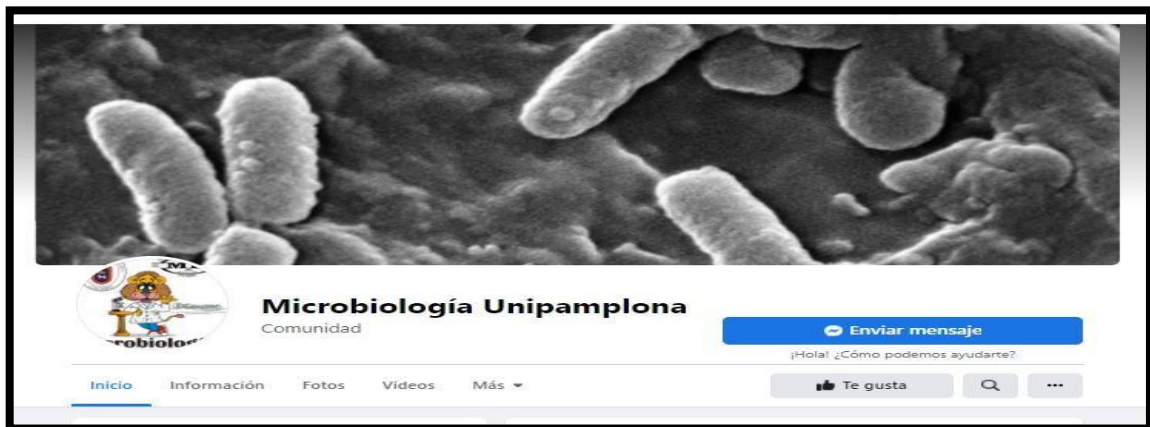 Microbiología Unipamplona
Comunidad
Enviar mensaje
¡Hola! ¿Cómo podemos ayudarte?
Inicio Información Fotos Videos Más
Te gusta